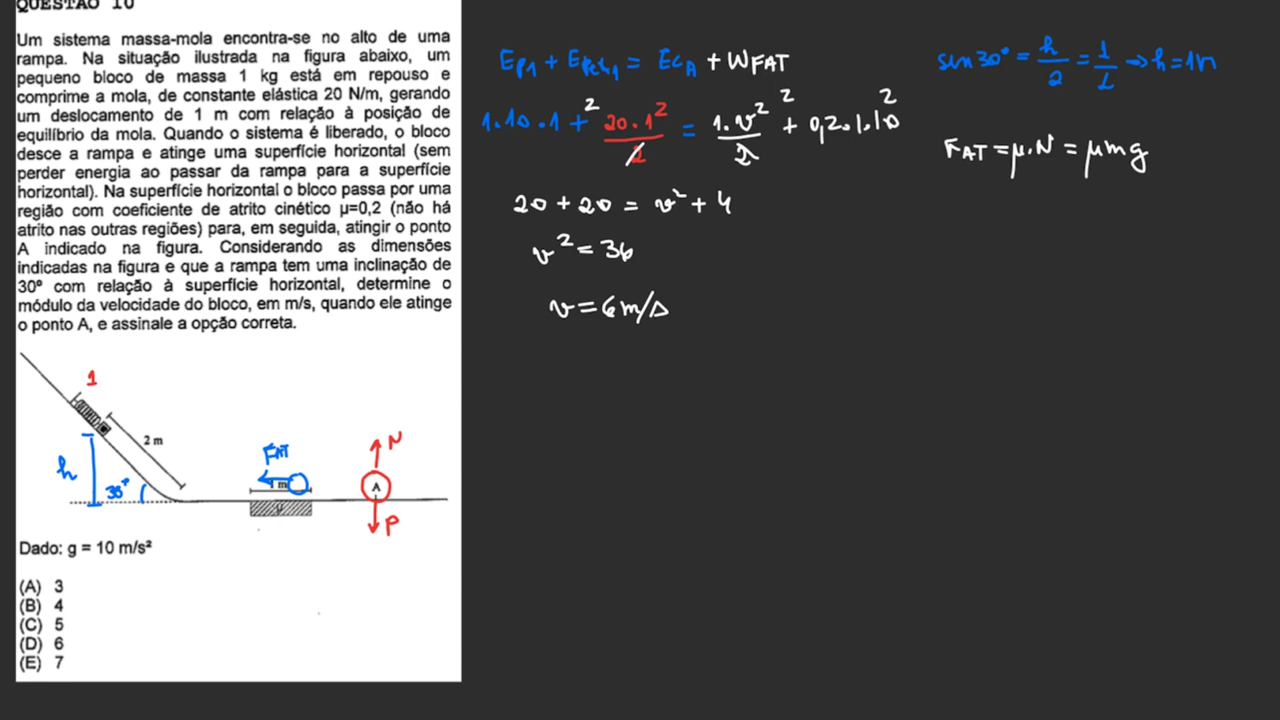 QUESTÃO 10
Um sistema massa-mola encontra-se no alto de uma
rampa. Na situação ilustrada na figura abaixo, um
pequeno bloco de massa 1 kg está em repouso e
comprime a mola, de constante elástica 20 N/m, gerando
um deslocamento de 1 m com relação à posição de
equilíbrio da mola. Quando o sistema é liberado, o bloco
desce a rampa e atinge uma superfície horizontal (sem
perder energia ao passar da rampa para a superfície
horizontal). Na superfície horizontal o bloco passa por uma
região com coeficiente de atrito cinético μ=0,2 (não há
atrito nas outras regiões) para, em seguida, atingir o ponto
A indicado na figura. Considerando as dimensões
indicadas na figura e que a rampa tem uma inclinação de
30º com relação à superfície horizontal, determine o
módulo da velocidade do bloco, em m/s, quando ele atinge
o ponto A, e assinale a opção correta.
1
2 m
h
30°
FAT
1 m
μ
N
A
P
Dado: g = 10 m/s²
(A) 3
(B) 4
(C) 5
(D) 6
(E) 7
Ep1 + EPel1 = EcA + WFAT
1.10.1 +² 20.1²/2 = 1.v²/2 ² + 0,2.1.10 ²
20 + 20 = v² + 4
v² = 36
v = 6m/s
sin 30° = h/2 = 1/2 → h = 1m
FAT = μ.N = μmg